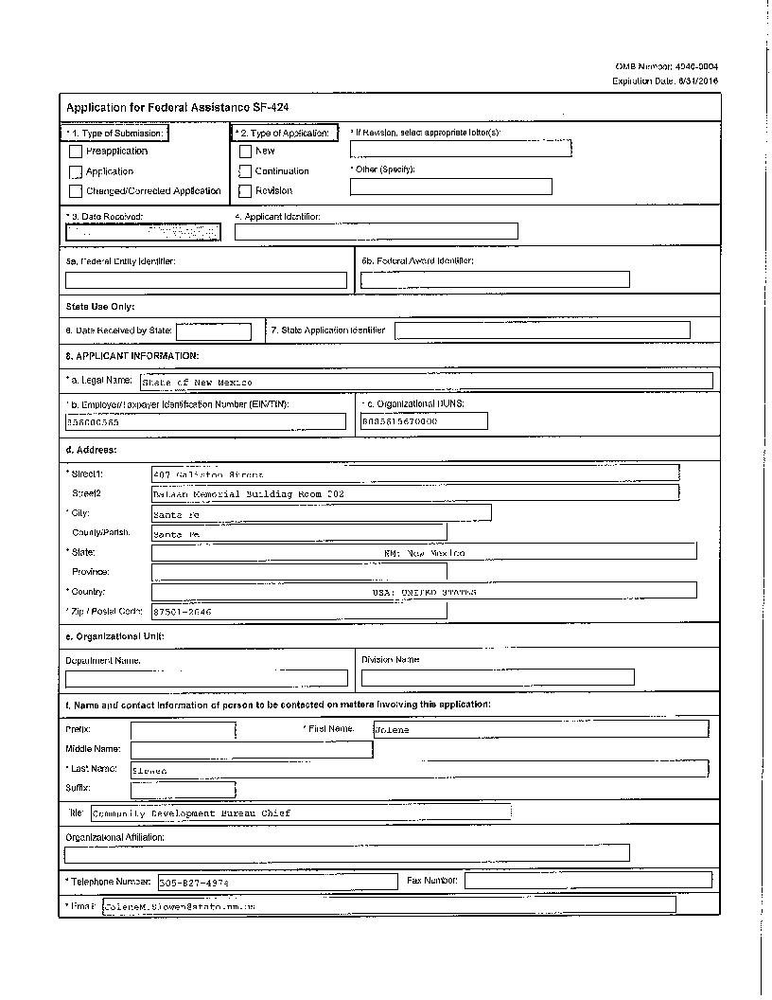 OMB Number: 4040-0004
Expiration Date: 8/31/2016
Application for Federal Assistance SF-424
* 1. Type of Submission:
* 2. Type of Application:
* If Revision, select appropriate letter(s):
Preapplication
New
Application
Continuation
* Other (Specify):
Changed/Corrected Application
Revision
* 3. Date Received:
4. Applicant Identifier:
5a. Federal Entity Identifier:
5b. Federal Award Identifier:
State Use Only:
6. Date Received by State:
7. State Application Identifier:
8. APPLICANT INFORMATION:
* a. Legal Name: State of New Mexico
* b. Employer/Taxpayer Identification Number (EIN/TIN):
* c. Organizational DUNS:
856000565
d. Address:
* Street1: 407 Galisteo Street
Street2: Bataan Memorial Building Room 202
* City: Santa Fe
County/Parish: Santa Fe
* State: NM: New Mexico
Province:
* Country: USA: UNITED STATES
* Zip / Postal Code: 87501-2646
e. Organizational Unit:
Department Name:
Division Name:
f. Name and contact information of person to be contacted on matters involving this application:
Prefix:
* First Name: Jolene
Middle Name:
* Last Name: Slowen
Suffix:
Title: Community Development Bureau Chief
Organizational Affiliation:
* Telephone Number: 505-827-4974
Fax Number:
* Email: JoleneM.Slowen@state.nm.us